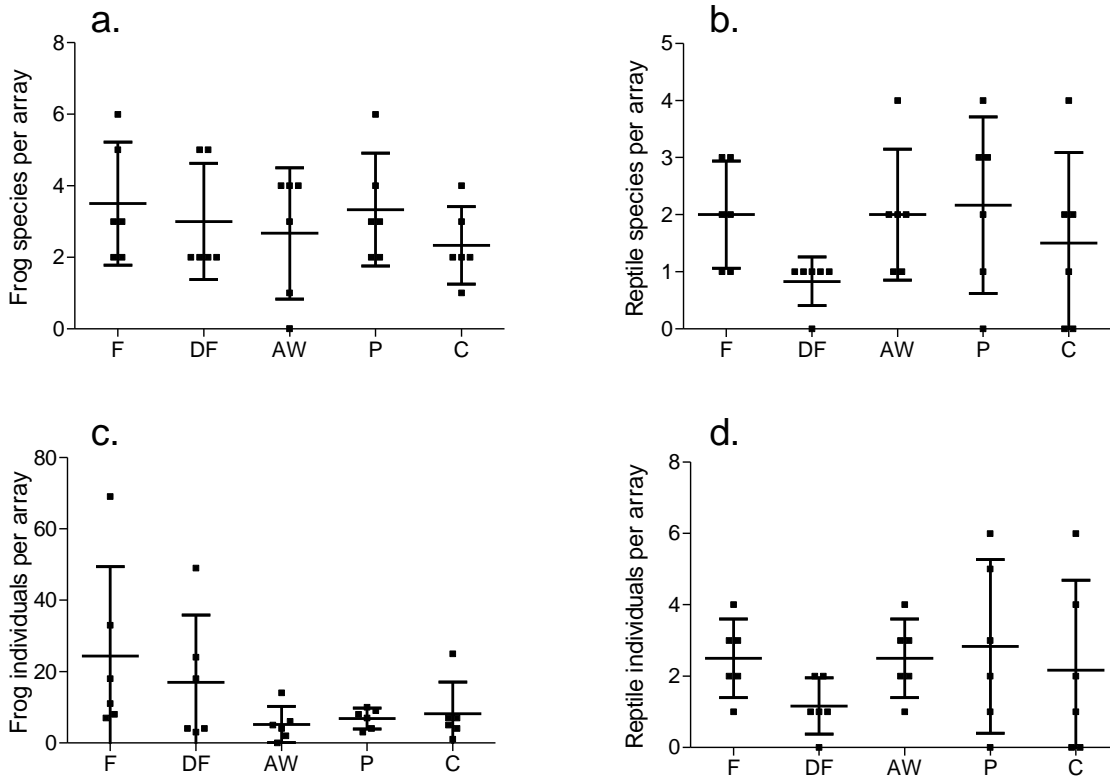 a.
Frog species per array
8
6
4
2
0
F DF AW P C
b.
Reptile species per array
5
4
3
2
1
0
F DF AW P C
c.
Frog individuals per array
80
60
40
20
0
F DF AW P C
d.
Reptile individuals per array
8
6
4
2
0
F DF AW P C